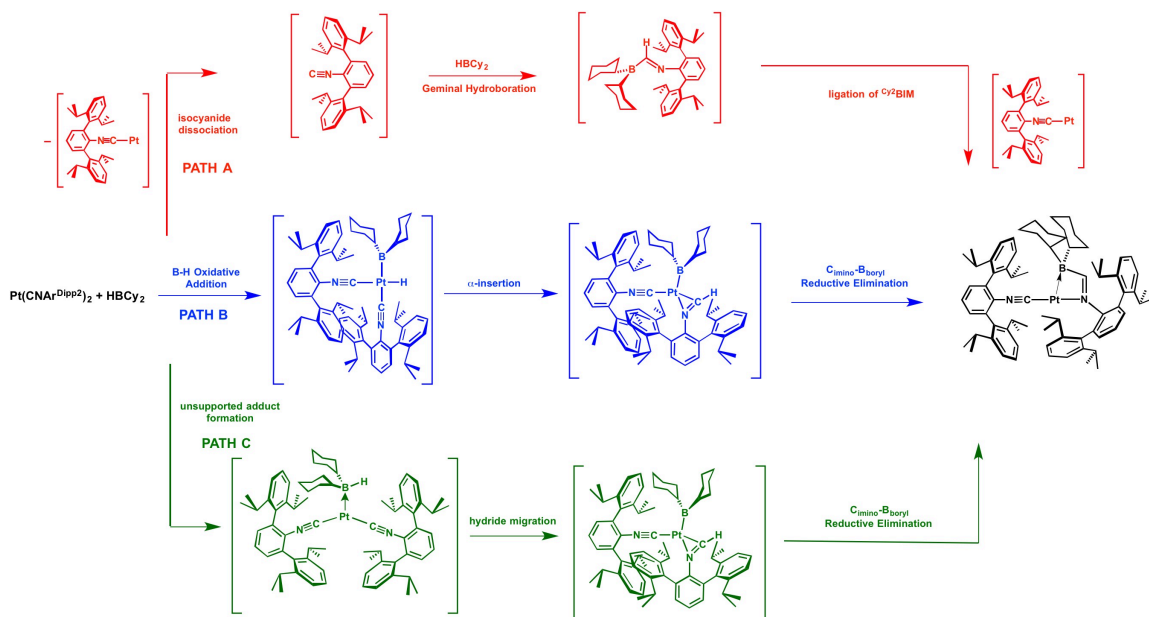 C≡N
H
B
N
HBCy2
Geminal Hydroboration
ligation of Cy2BIM
–
N≡C—Pt
isocyanide
dissociation
PATH A
N≡C—Pt
Pt(CNArDipp2)2 + HBCy2
B-H Oxidative
Addition
PATH B
B
N≡C—Pt—H
C≡N
α-insertion
B
N≡C—Pt
C
H
N
Cimino-Bboryl
Reductive Elimination
B
N≡C—Pt
N
unsupported adduct
formation
PATH C
B
H
Pt
N≡C
C≡N
hydride migration
B
N≡C—Pt
C
H
N
Cimino-Bboryl
Reductive Elimination